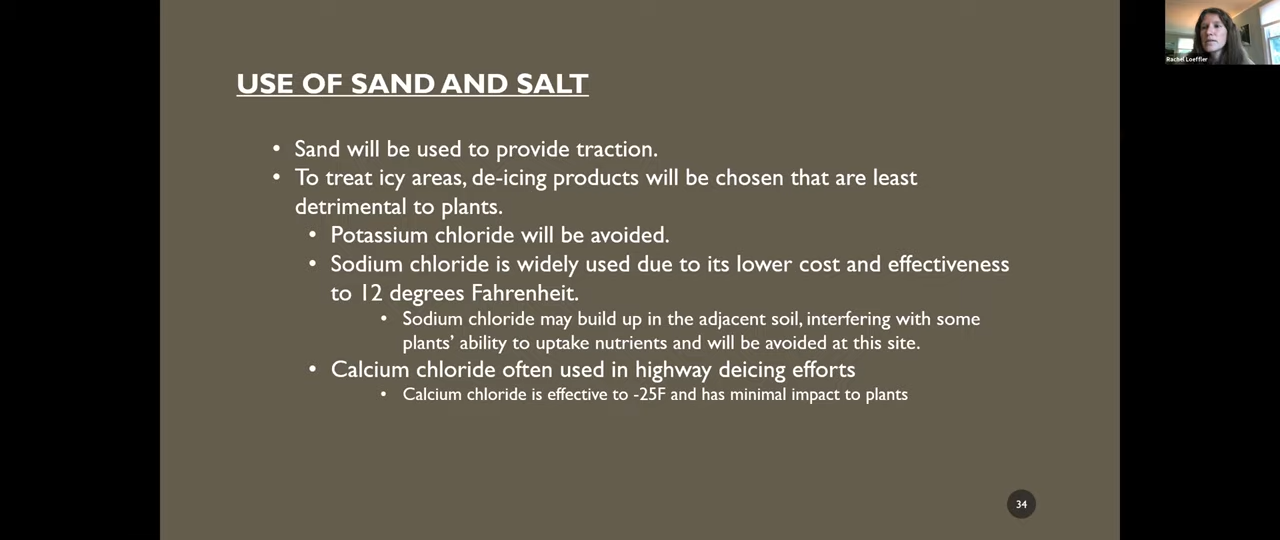 USE OF SAND AND SALT
• Sand will be used to provide traction.
• To treat icy areas, de-icing products will be chosen that are least
detrimental to plants.
• Potassium chloride will be avoided.
• Sodium chloride is widely used due to its lower cost and effectiveness
to 12 degrees Fahrenheit.
• Sodium chloride may build up in the adjacent soil, interfering with some
plants' ability to uptake nutrients and will be avoided at this site.
• Calcium chloride often used in highway deicing efforts
• Calcium chloride is effective to -25F and has minimal impact to plants
34
Rachel Loeffler